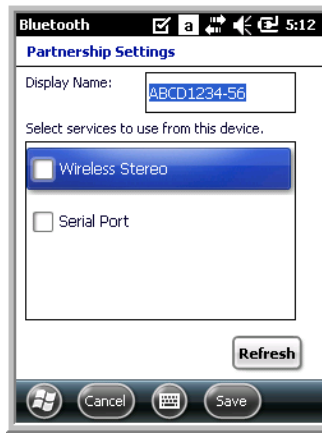 Bluetooth a 5:12
Partnership Settings
Display Name:
ABCD1234-56
Select services to use from this device.
Wireless Stereo
Serial Port
Refresh
Cancel Save